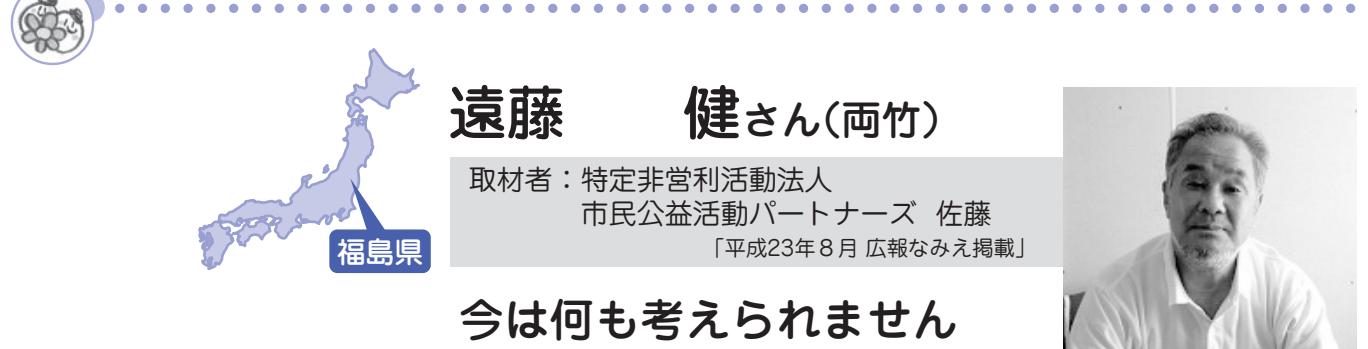 遠藤　健さん（両竹）
取材者：特定非営利活動法人
市民公益活動パートナーズ 佐藤
「平成23年８月 広報なみえ掲載」
福島県
今は何も考えられません